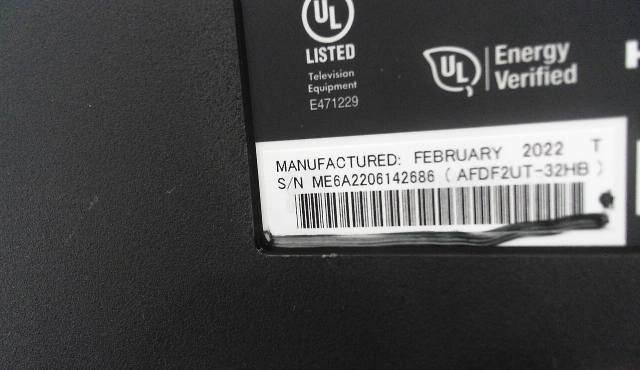 UL
LISTED
Television
Equipment
E471229
UL
Energy
Verified
H
MANUFACTURED: FEBRUARY 2022 T
S/N ME6A2206142686 ( AFDF2UT-32HB )